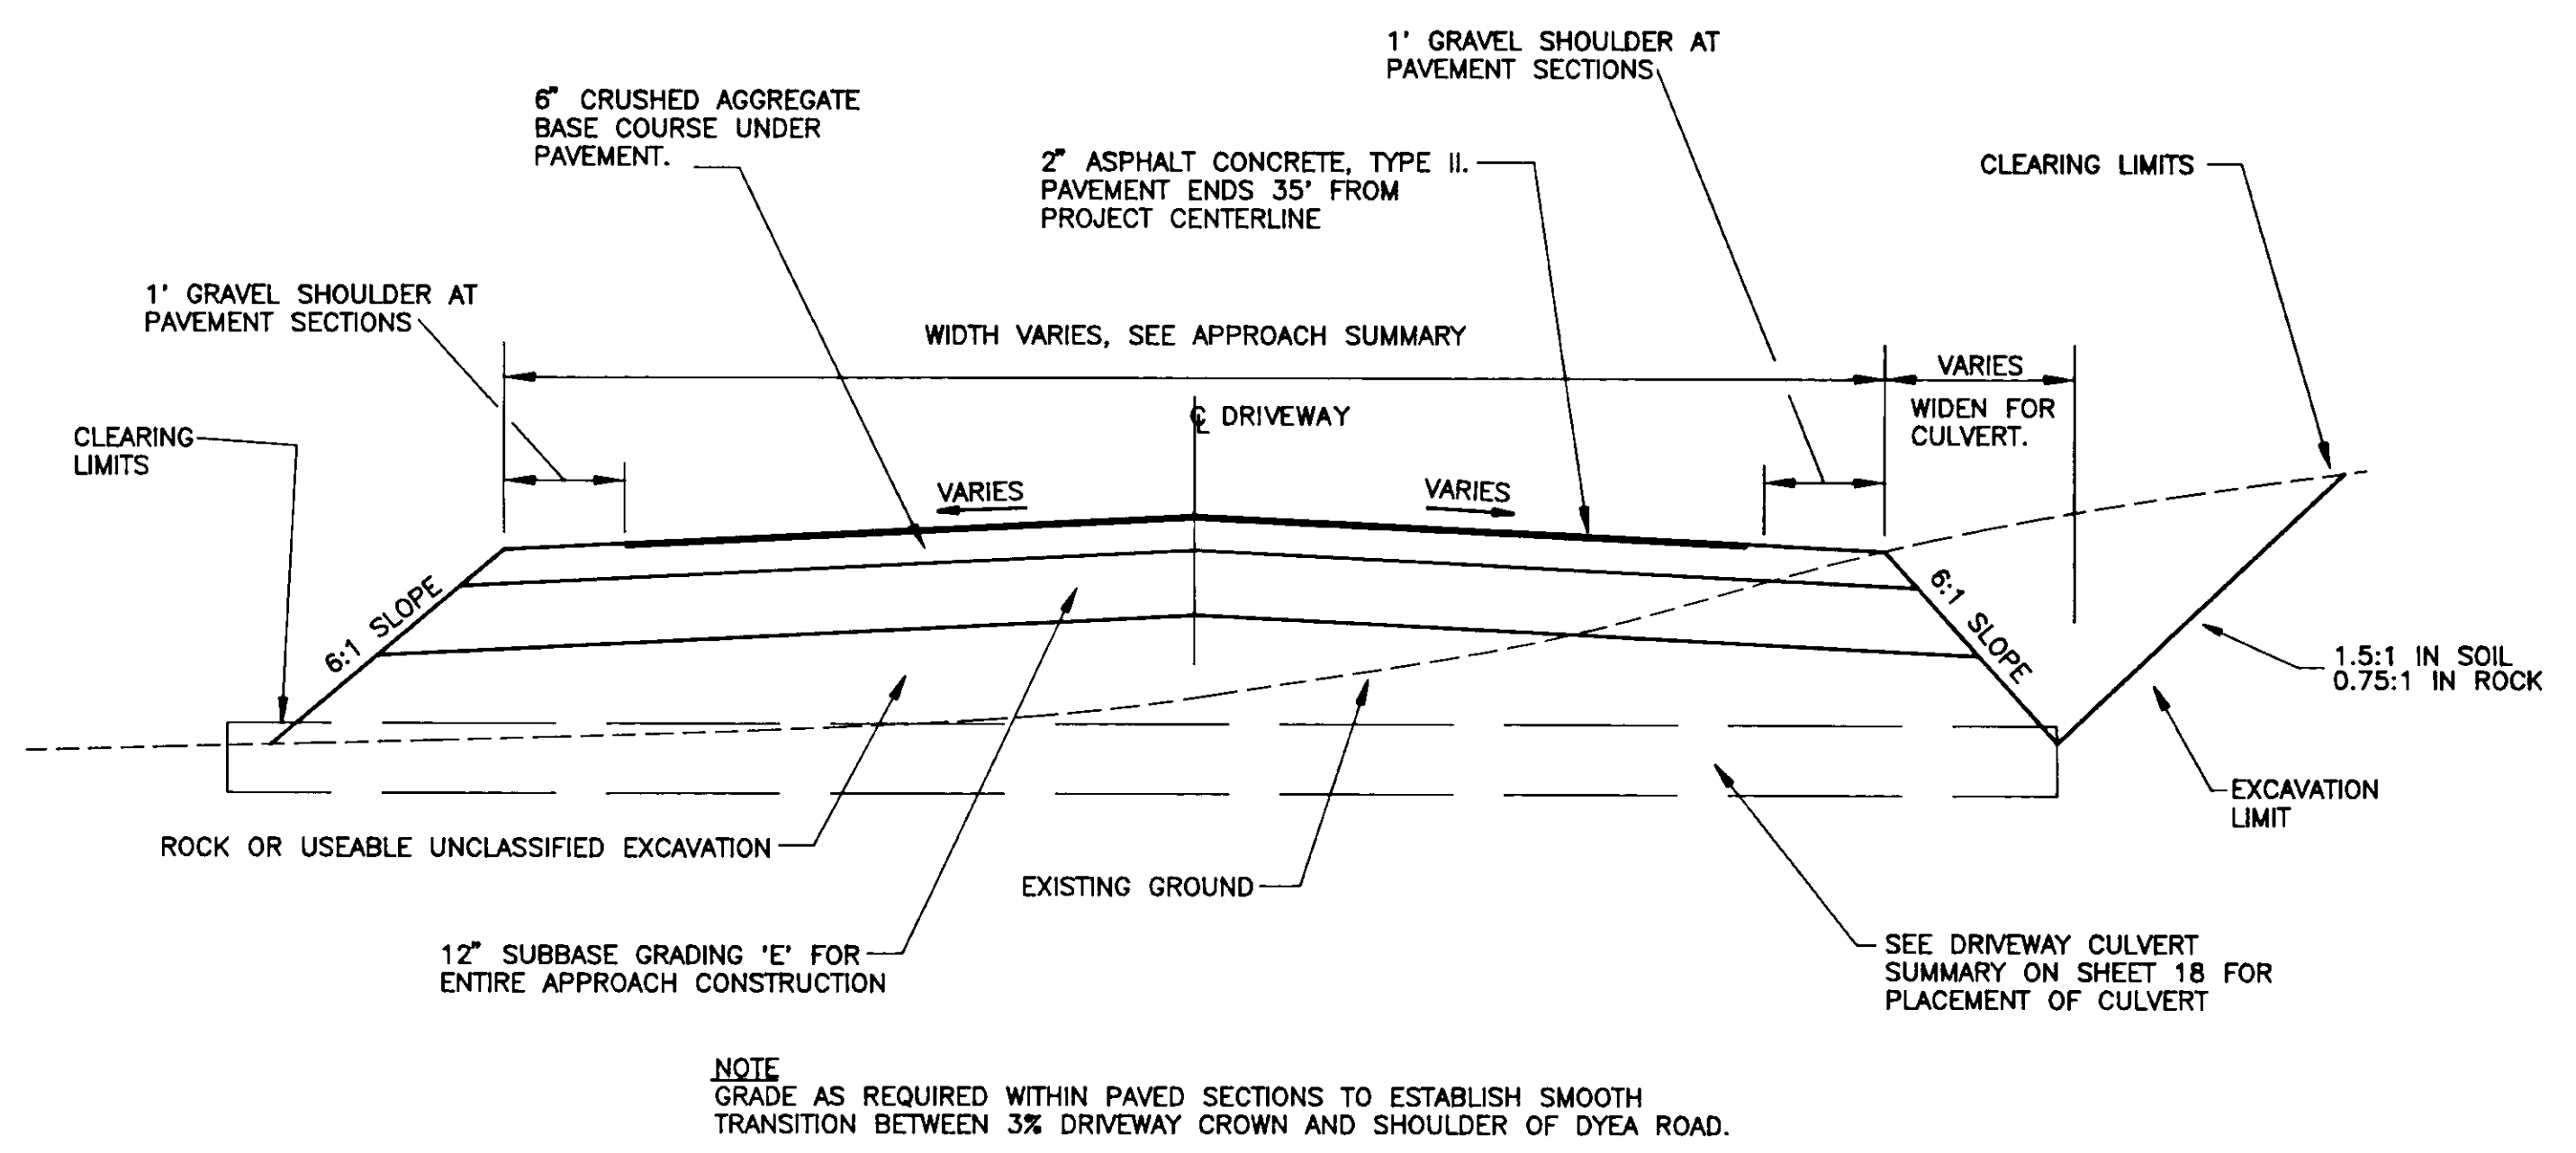 1' GRAVEL SHOULDER AT
PAVEMENT SECTIONS
6" CRUSHED AGGREGATE
BASE COURSE UNDER
PAVEMENT.
2" ASPHALT CONCRETE, TYPE II.
PAVEMENT ENDS 35' FROM
PROJECT CENTERLINE
CLEARING LIMITS
1' GRAVEL SHOULDER AT
PAVEMENT SECTIONS
WIDTH VARIES, SEE APPROACH SUMMARY
VARIES
WIDEN FOR
CULVERT.
℄ DRIVEWAY
CLEARING
LIMITS
VARIES
VARIES
6:1 SLOPE
6:1 SLOPE
1.5:1 IN SOIL
0.75:1 IN ROCK
EXCAVATION
LIMIT
ROCK OR USEABLE UNCLASSIFIED EXCAVATION
EXISTING GROUND
12" SUBBASE GRADING 'E' FOR
ENTIRE APPROACH CONSTRUCTION
SEE DRIVEWAY CULVERT
SUMMARY ON SHEET 18 FOR
PLACEMENT OF CULVERT
NOTE
GRADE AS REQUIRED WITHIN PAVED SECTIONS TO ESTABLISH SMOOTH
TRANSITION BETWEEN 3% DRIVEWAY CROWN AND SHOULDER OF DYEA ROAD.